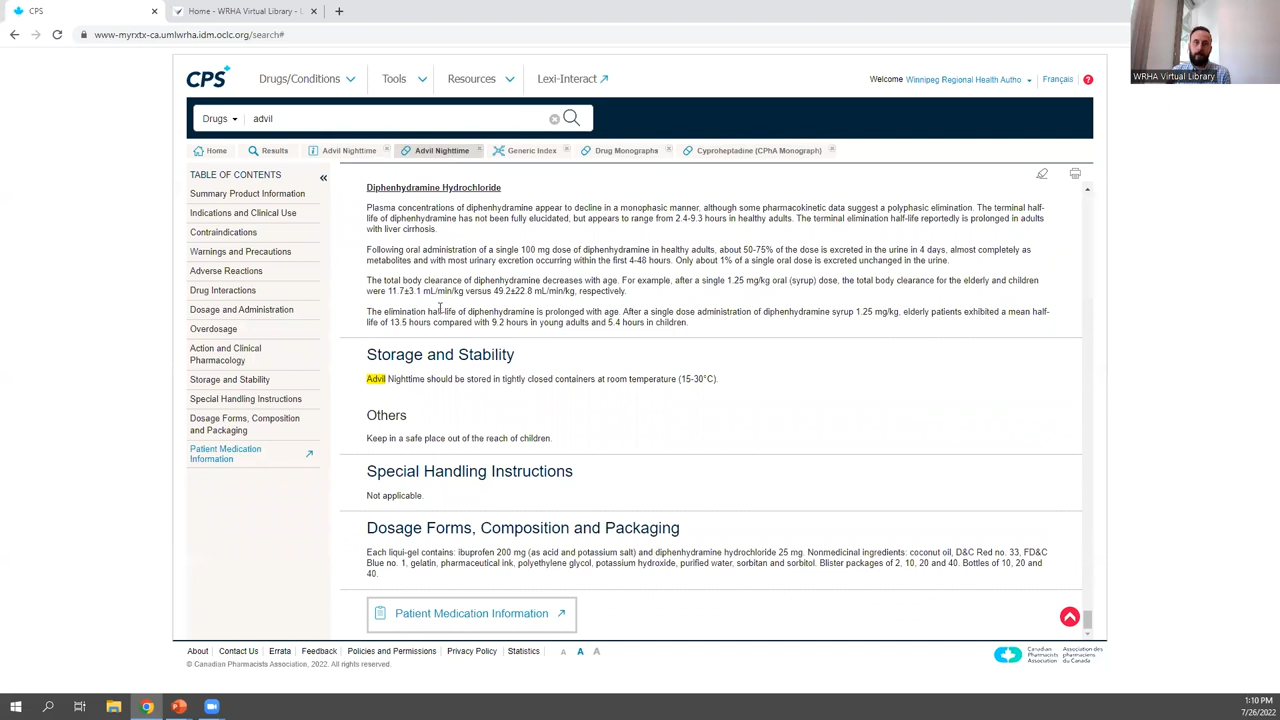 CPS
Home - WRHA Virtual Library - L
www-myrxtx-ca.umlwrha.idm.oclc.org/search#
WRHA Virtual Library
CPS
Drugs/Conditions
Tools
Resources
Lexi-Interact
Welcome Winnipeg Regional Health Autho
Français
?
Drugs
advil
Home
Results
Advil Nighttime
Advil Nighttime
Generic Index
Drug Monographs
Cyproheptadine (CPhA Monograph)
TABLE OF CONTENTS
Summary Product Information
Indications and Clinical Use
Contraindications
Warnings and Precautions
Adverse Reactions
Drug Interactions
Dosage and Administration
Overdosage
Action and Clinical
Pharmacology
Storage and Stability
Special Handling Instructions
Dosage Forms, Composition
and Packaging
Patient Medication
Information
Diphenhydramine Hydrochloride
Plasma concentrations of diphenhydramine appear to decline in a monophasic manner, although some pharmacokinetic data suggest a polyphasic elimination. The terminal half-
life of diphenhydramine has not been fully elucidated, but appears to range from 2.4-9.3 hours in healthy adults. The terminal elimination half-life reportedly is prolonged in adults
with liver cirrhosis.
Following oral administration of a single 100 mg dose of diphenhydramine in healthy adults, about 50-75% of the dose is excreted in the urine in 4 days, almost completely as
metabolites and with most urinary excretion occurring within the first 4-48 hours. Only about 1% of a single oral dose is excreted unchanged in the urine.
The total body clearance of diphenhydramine decreases with age. For example, after a single 1.25 mg/kg oral (syrup) dose, the total body clearance for the elderly and children
were 11.7±3.1 mL/min/kg versus 49.2±22.8 mL/min/kg, respectively.
The elimination half-life of diphenhydramine is prolonged with age. After a single dose administration of diphenhydramine syrup 1.25 mg/kg, elderly patients exhibited a mean half-
life of 13.5 hours compared with 9.2 hours in young adults and 5.4 hours in children.
Storage and Stability
Advil Nighttime should be stored in tightly closed containers at room temperature (15-30°C).
Others
Keep in a safe place out of the reach of children.
Special Handling Instructions
Not applicable.
Dosage Forms, Composition and Packaging
Each liqui-gel contains: ibuprofen 200 mg (as acid and potassium salt) and diphenhydramine hydrochloride 25 mg. Nonmedicinal ingredients: coconut oil, D&C Red no. 33, FD&C
Blue no. 1, gelatin, pharmaceutical ink, polyethylene glycol, potassium hydroxide, purified water, sorbitan and sorbitol. Blister packages of 2, 10, 20 and 40. Bottles of 10, 20 and
40.
Patient Medication Information
About
Contact Us
Errata
Feedback
Policies and Permissions
Privacy Policy
Statistics
A
A
A
© Canadian Pharmacists Association, 2022. All rights reserved.
Canadian
Pharmacists
Association
Association des
pharmaciens
du Canada
1:10 PM
7/26/2022